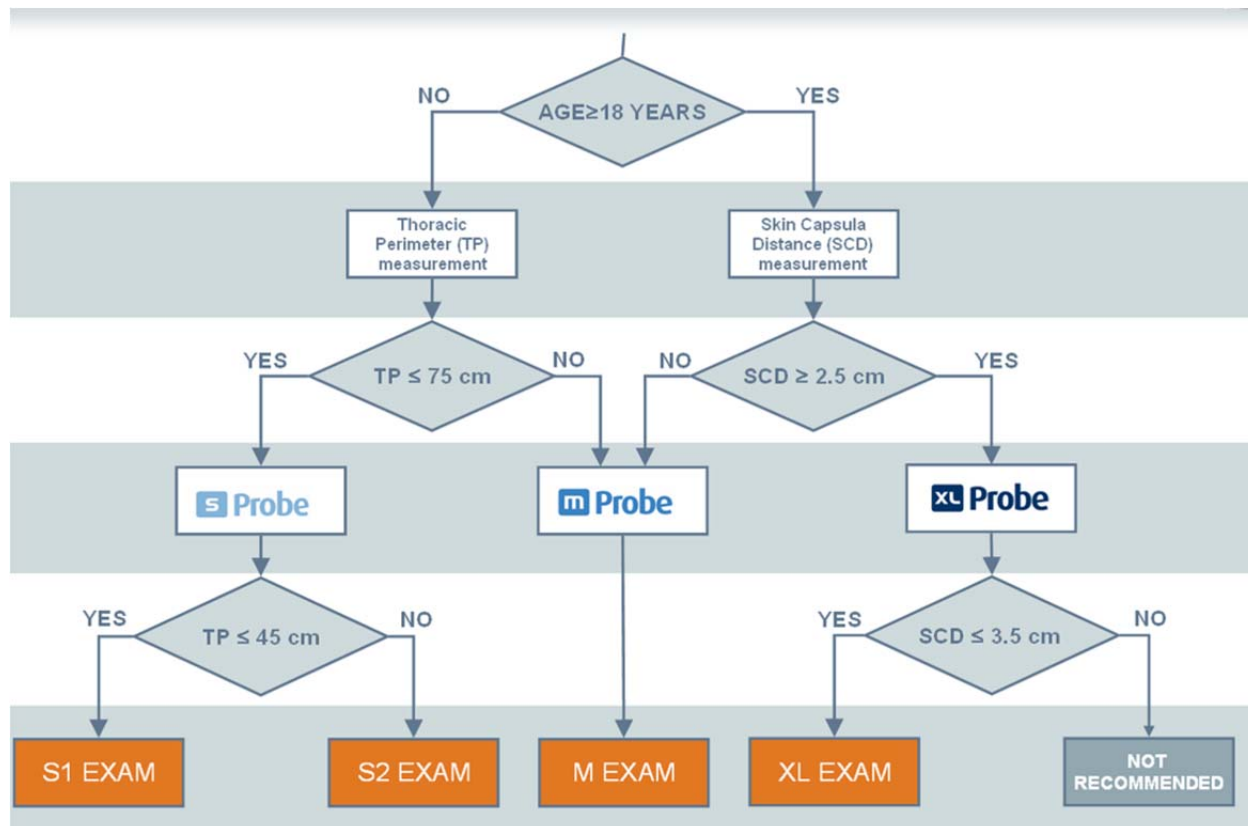 AGE≥18 YEARS
NO
YES
Thoracic
Perimeter (TP)
measurement
Skin Capsula
Distance (SCD)
measurement
YES
TP ≤ 75 cm
NO
NO
SCD ≥ 2.5 cm
YES
S Probe
m Probe
XL Probe
YES
TP ≤ 45 cm
NO
YES
SCD ≤ 3.5 cm
NO
S1 EXAM
S2 EXAM
M EXAM
XL EXAM
NOT
RECOMMENDED